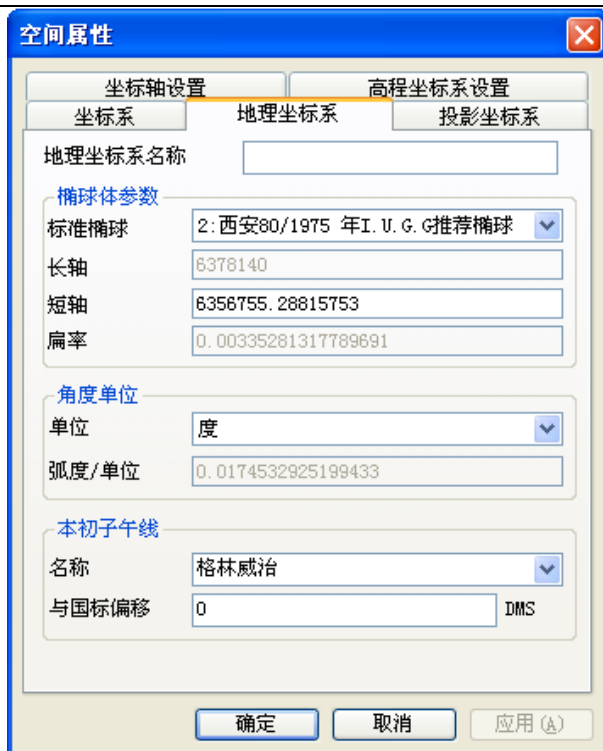 空间属性
坐标轴设置 高程坐标系设置
坐标系 地理坐标系 投影坐标系
地理坐标系名称
椭球体参数
标准椭球 2:西安80/1975 年I.U.G.G推荐椭球
长轴 6378140
短轴 6356755.28815753
扁率 0.00335281317789691
角度单位
单位 度
弧度/单位 0.0174532925199433
本初子午线
名称 格林威治
与国标偏移 0 DMS
确定 取消 应用(A)